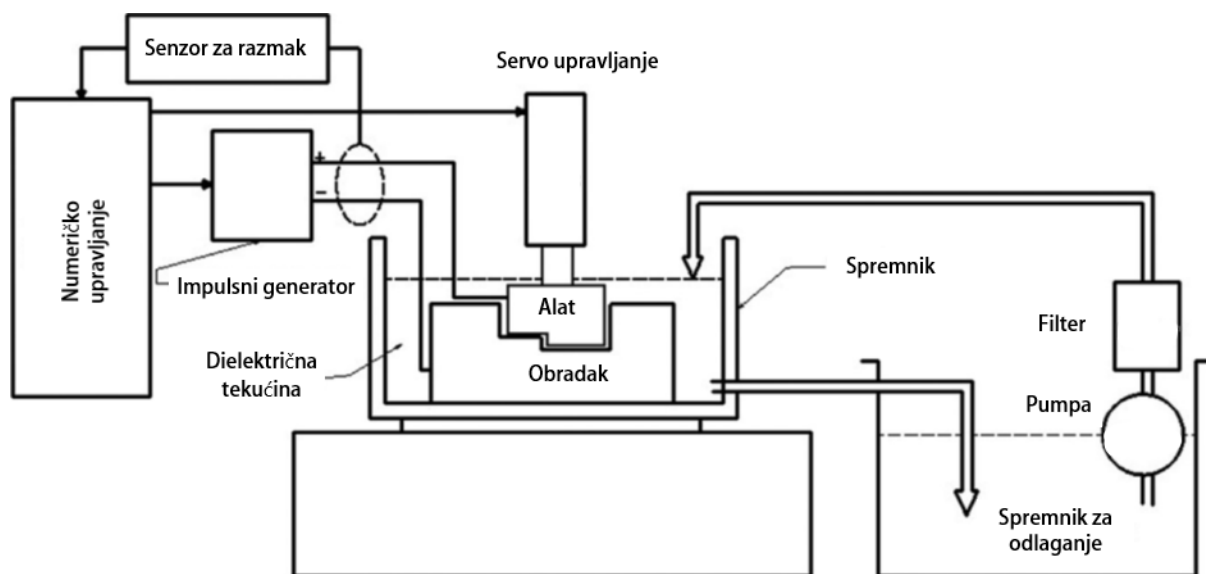 Senzor za razmak
Servo upravljanje
Numeričko
upravljanje
+
−
Impulsni generator
Spremnik
Alat
Filter
Dielektrična
tekućina
Obradak
Pumpa
Spremnik za
odlaganje